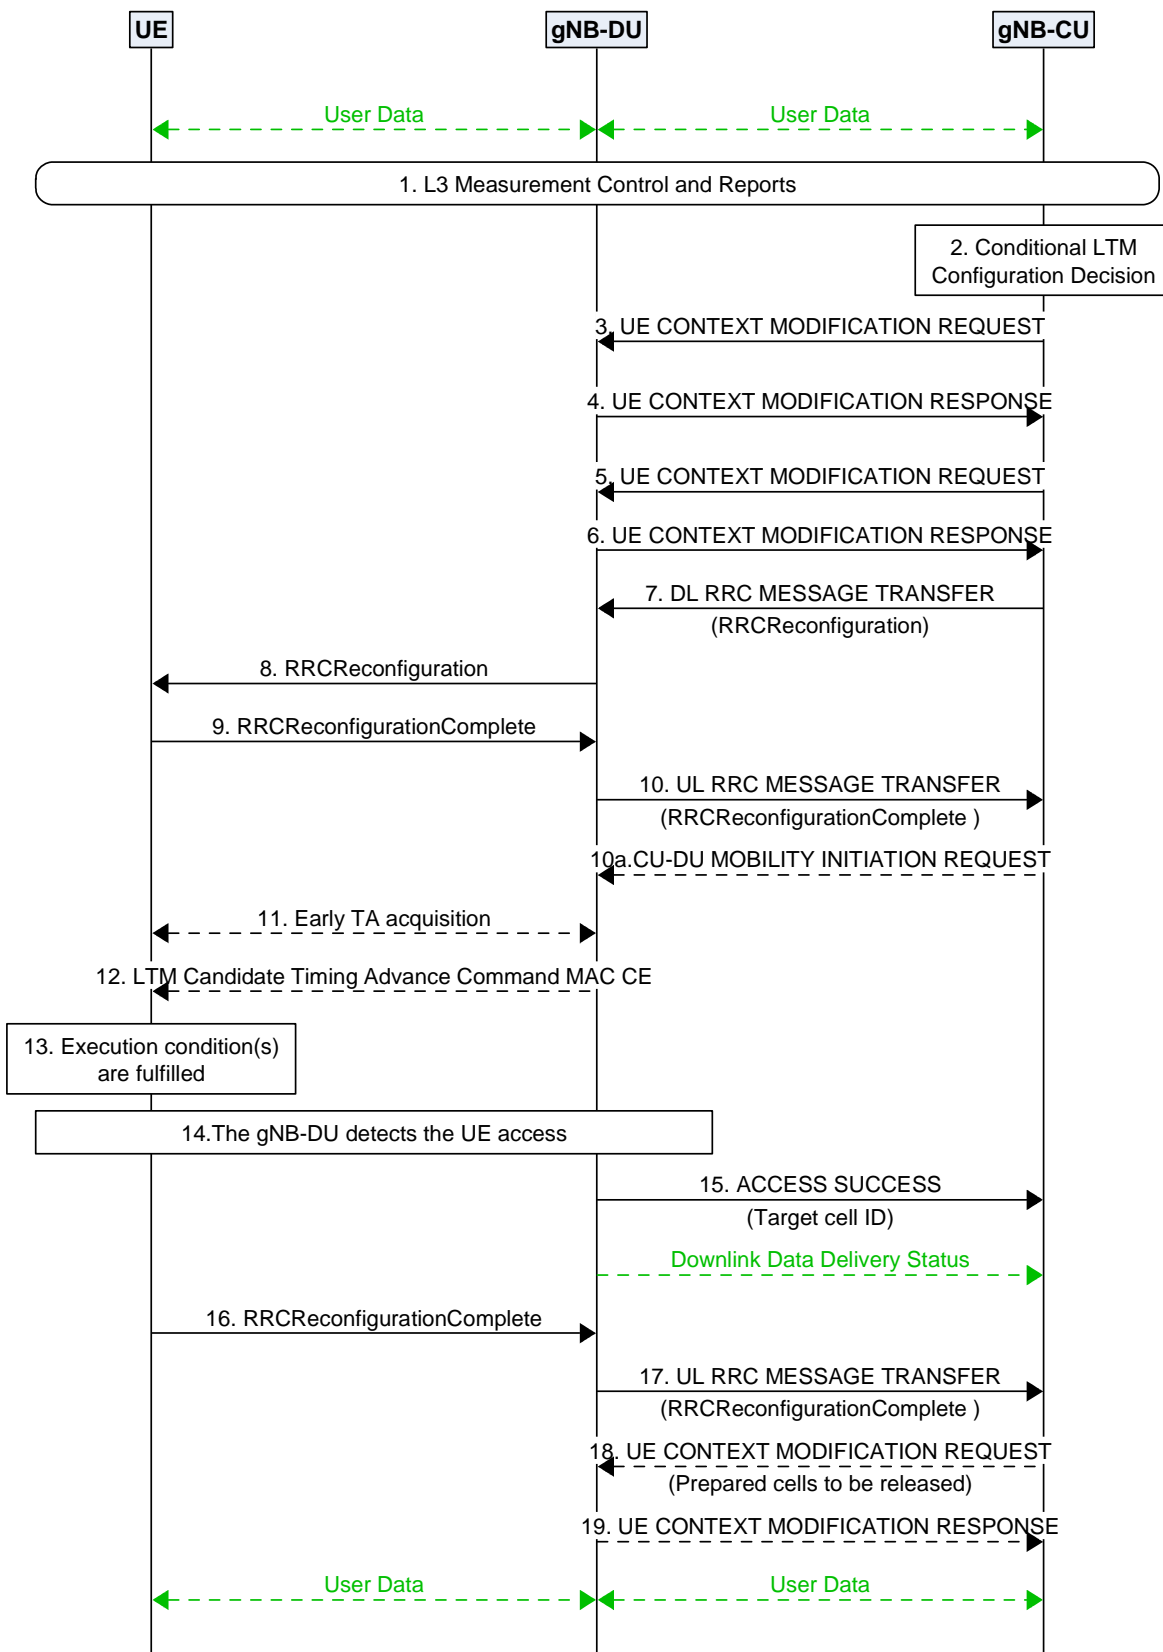 UE
gNB-DU
gNB-CU
User Data
User Data
1. L3 Measurement Control and Reports
2. Conditional LTM
Configuration Decision
3. UE CONTEXT MODIFICATION REQUEST
4. UE CONTEXT MODIFICATION RESPONSE
5. UE CONTEXT MODIFICATION REQUEST
6. UE CONTEXT MODIFICATION RESPONSE
7. DL RRC MESSAGE TRANSFER
(RRCReconfiguration)
8. RRCReconfiguration
9. RRCReconfigurationComplete
10. UL RRC MESSAGE TRANSFER
(RRCReconfigurationComplete )
10a.CU-DU MOBILITY INITIATION REQUEST
11. Early TA acquisition
12. LTM Candidate Timing Advance Command MAC CE
13. Execution condition(s)
are fulfilled
14.The gNB-DU detects the UE access
15. ACCESS SUCCESS
(Target cell ID)
Downlink Data Delivery Status
16. RRCReconfigurationComplete
17. UL RRC MESSAGE TRANSFER
(RRCReconfigurationComplete )
18. UE CONTEXT MODIFICATION REQUEST
(Prepared cells to be released)
19. UE CONTEXT MODIFICATION RESPONSE
User Data
User Data